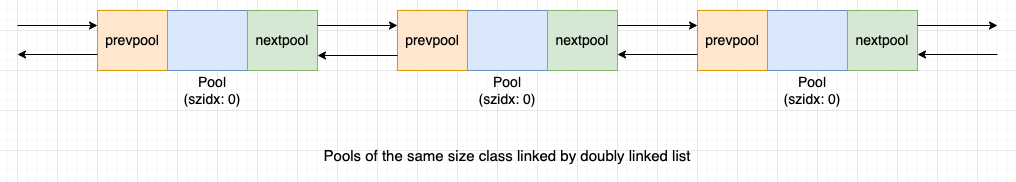 prevpool nextpool prevpool nextpool prevpool nextpool
Pool Pool Pool
(szidx: 0) (szidx: 0) (szidx: 0)
Pools of the same size class linked by doubly linked list